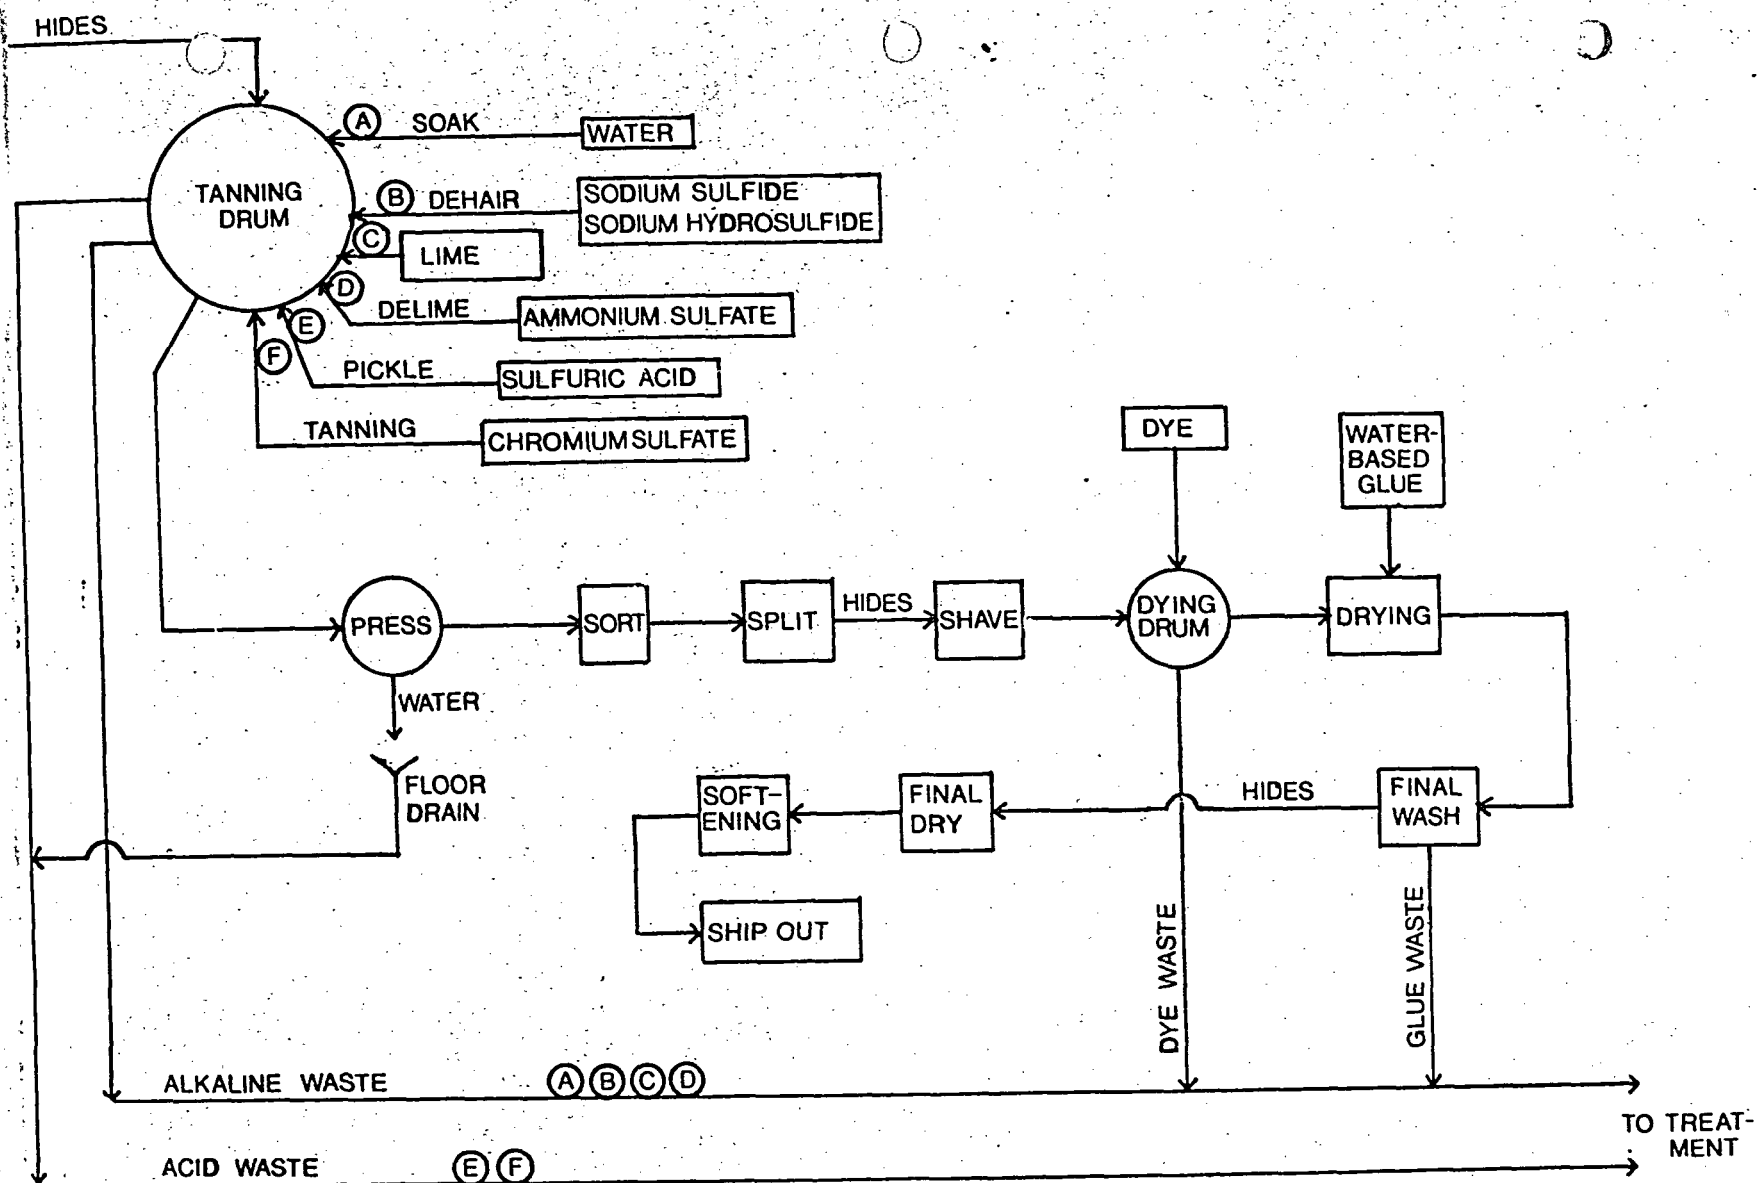 HIDES
A
SOAK
WATER
TANNING
DRUM
B
DEHAIR
SODIUM SULFIDE
SODIUM HYDROSULFIDE
C
LIME
D
DELIME
AMMONIUM SULFATE
E
PICKLE
SULFURIC ACID
F
TANNING
CHROMIUM SULFATE
DYE
WATER-
BASED
GLUE
PRESS
SORT
SPLIT
HIDES
SHAVE
DYING
DRUM
DRYING
WATER
FLOOR
DRAIN
SOFT-
ENING
FINAL
DRY
HIDES
FINAL
WASH
SHIP OUT
DYE WASTE
GLUE WASTE
ALKALINE WASTE A B C D
TO TREAT-
MENT
ACID WASTE E F